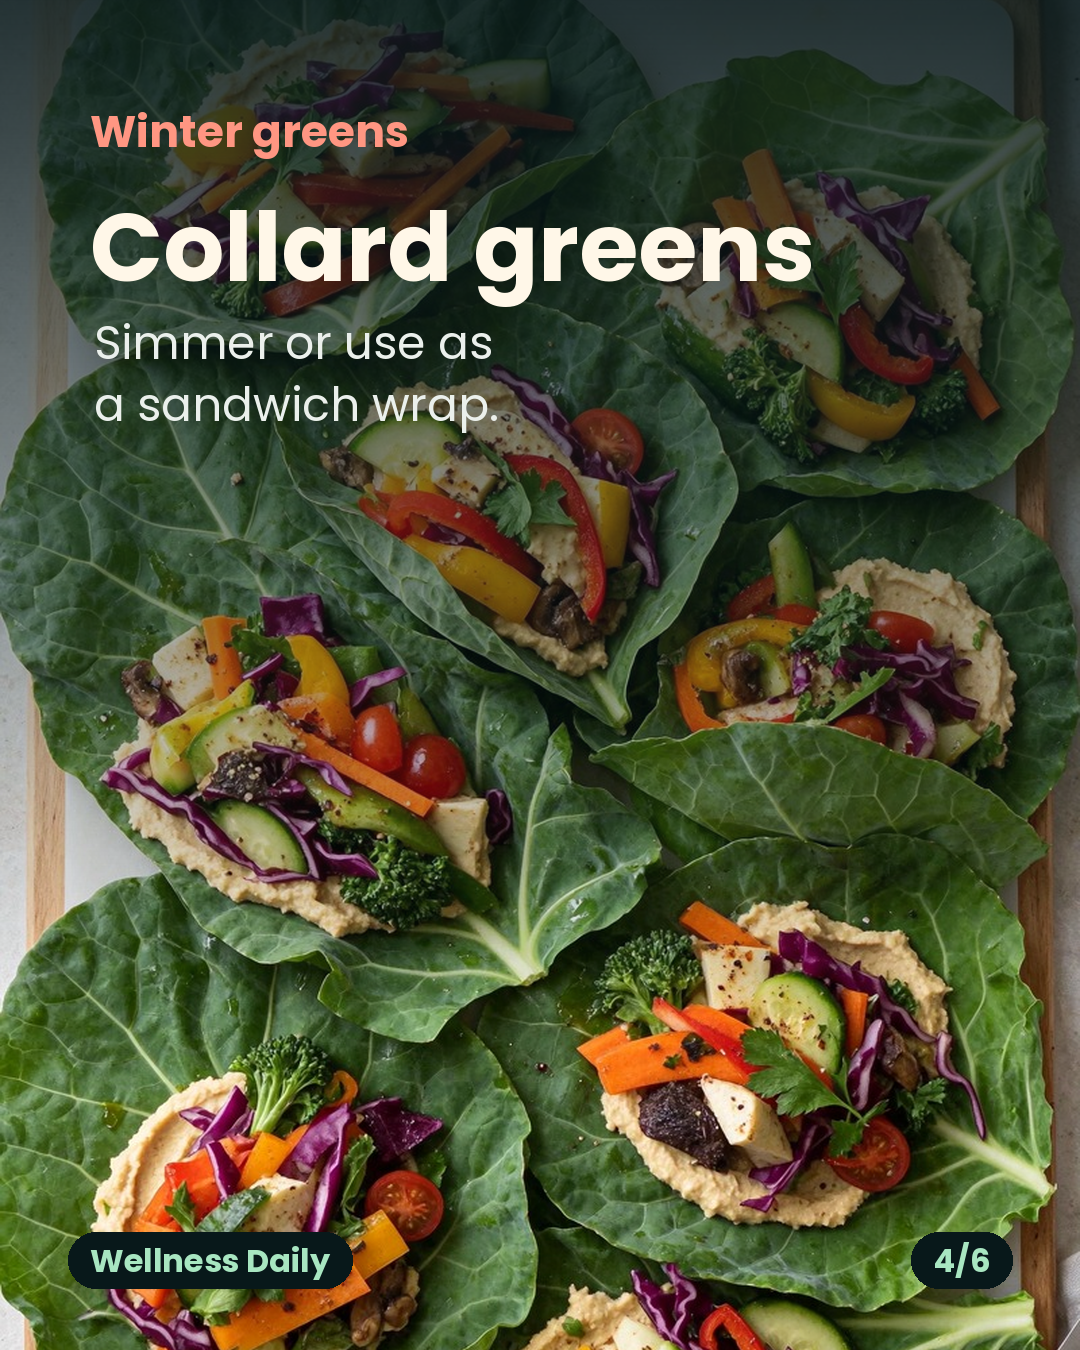 Winter greens
Collard greens
Simmer or use as
a sandwich wrap.
Wellness Daily
4/6